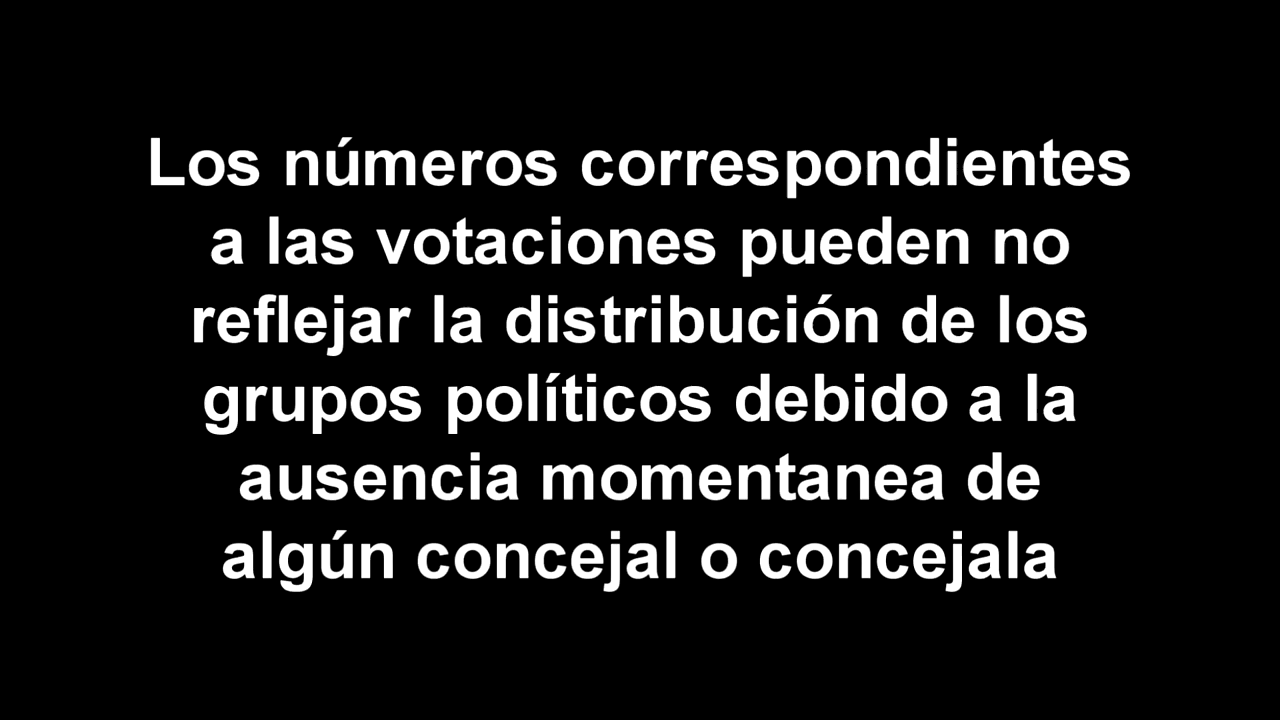 Los números correspondientes
a las votaciones pueden no
reflejar la distribución de los
grupos políticos debido a la
ausencia momentanea de
algún concejal o concejala